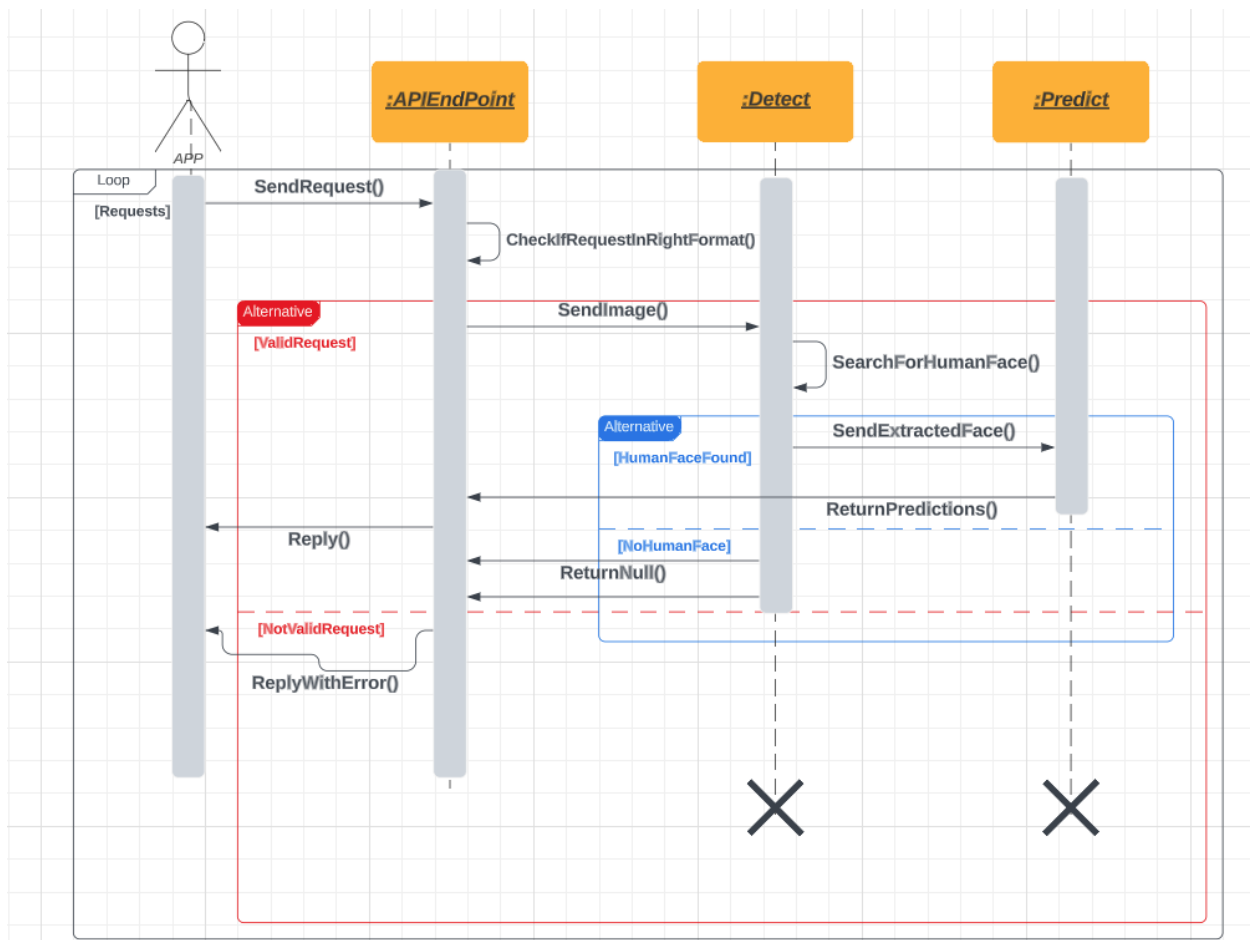 :APIEndPoint
:Detect
:Predict
APP
Loop
[Requests]
SendRequest()
CheckIfRequestInRightFormat()
Alternative
[ValidRequest]
SendImage()
SearchForHumanFace()
Alternative
[HumanFaceFound]
SendExtractedFace()
ReturnPredictions()
Reply()
[NoHumanFace]
ReturnNull()
[NotValidRequest]
ReplyWithError()